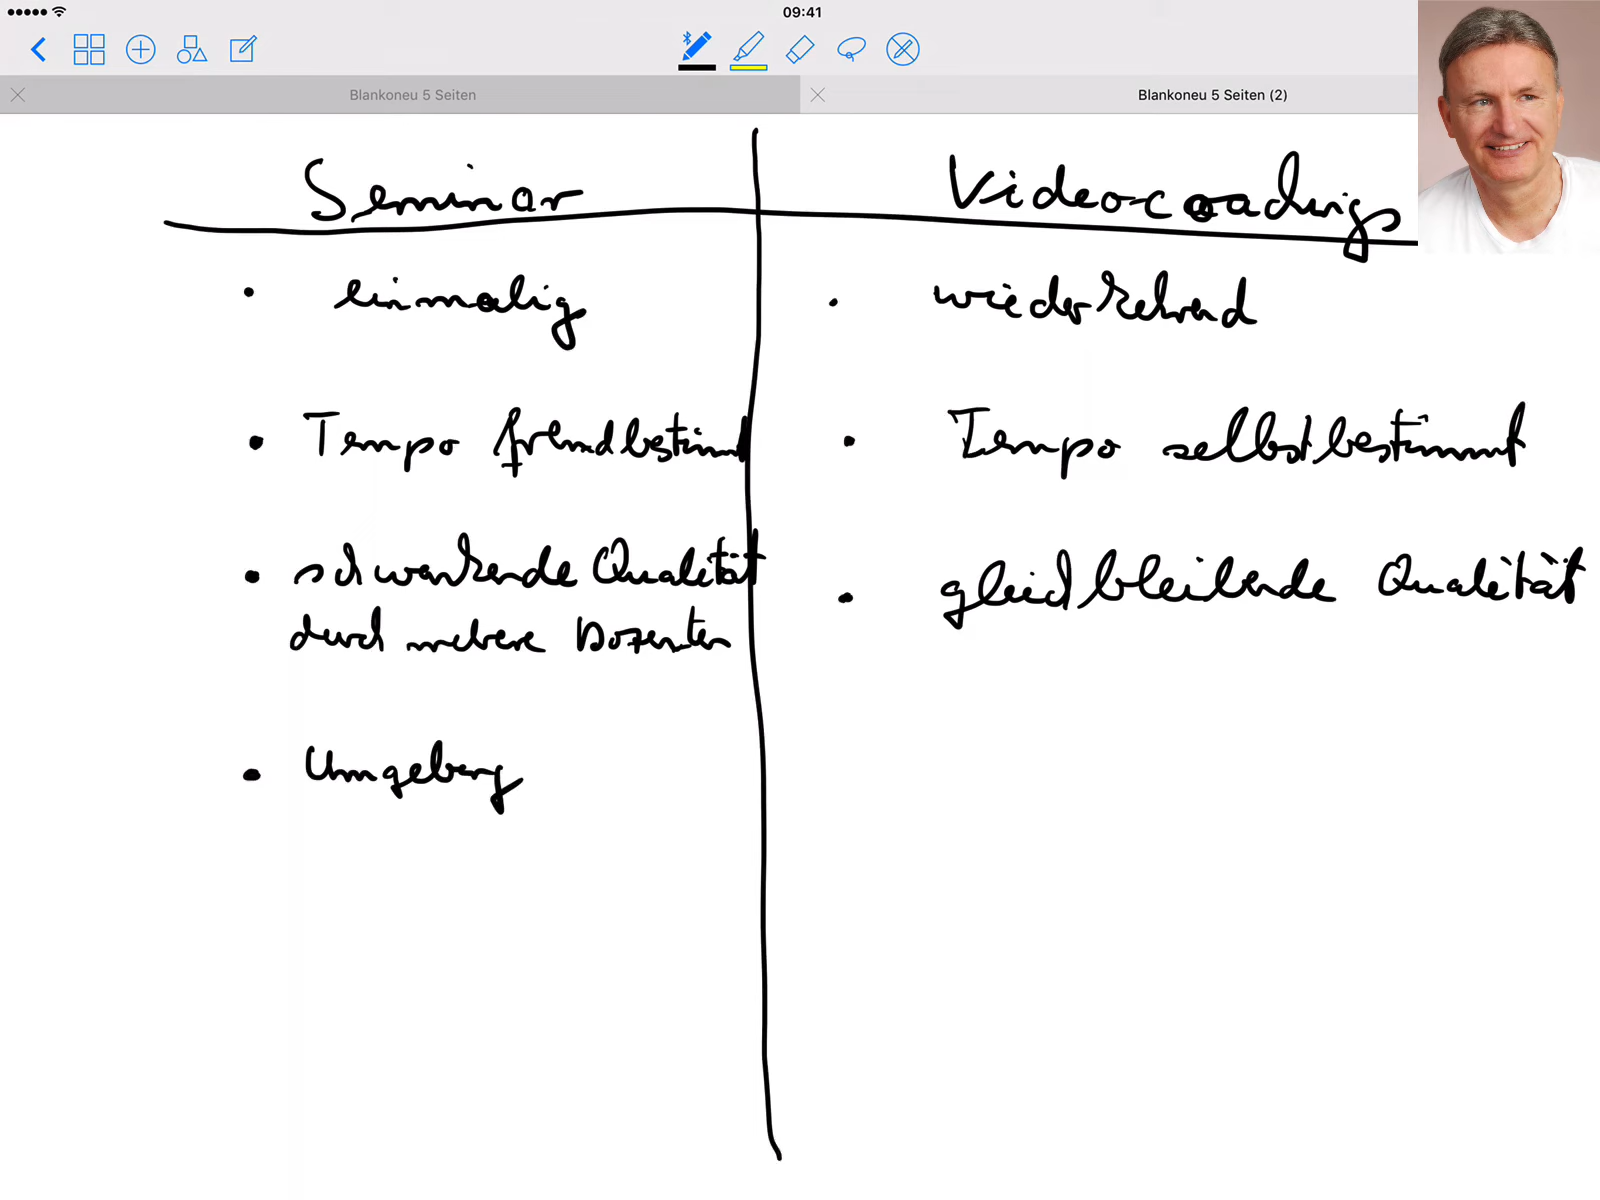 09:41
Blankoneu 5 Seiten
Blankoneu 5 Seiten (2)
Seminar
Videocoachings
• einmalig
• wiederkehrend
• Tempo fremdbestimmt
• Tempo selbstbestimmt
• schwankende Qualität
durch mehrere Dozenten
• gleichbleibende Qualität
• Umgebung